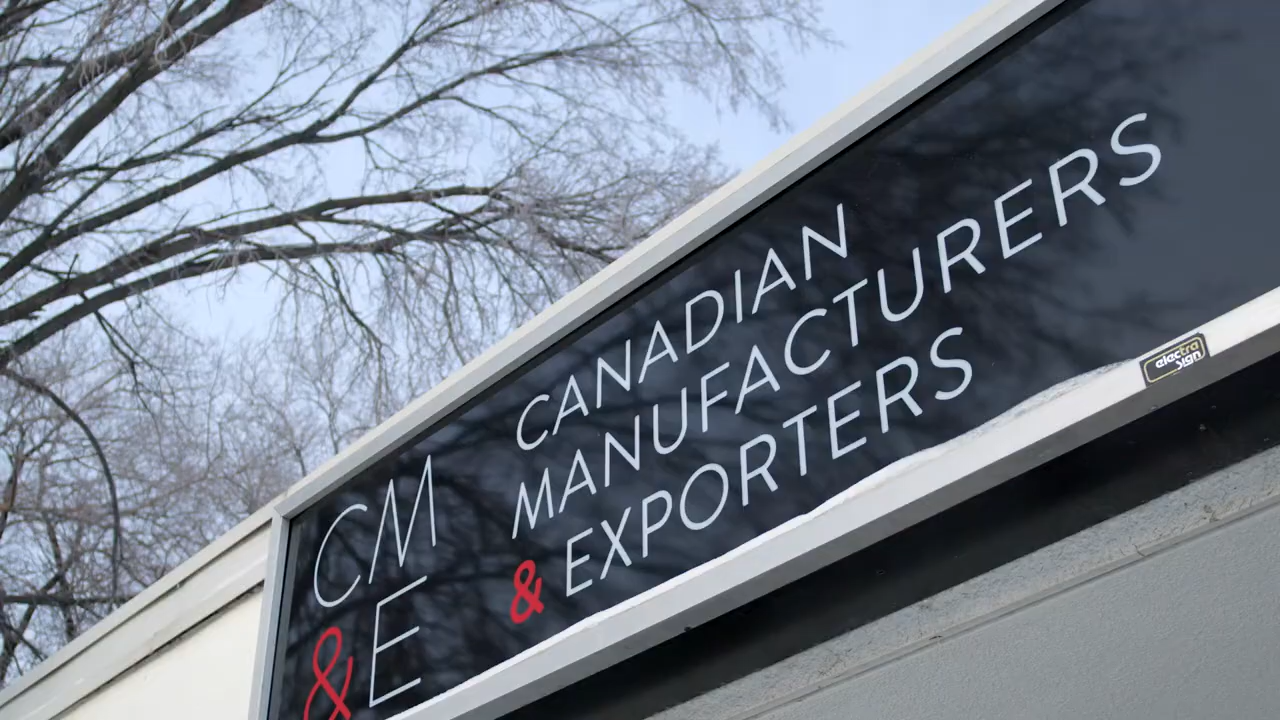 CM
&E
CANADIAN
MANUFACTURERS
& EXPORTERS
electra
sign